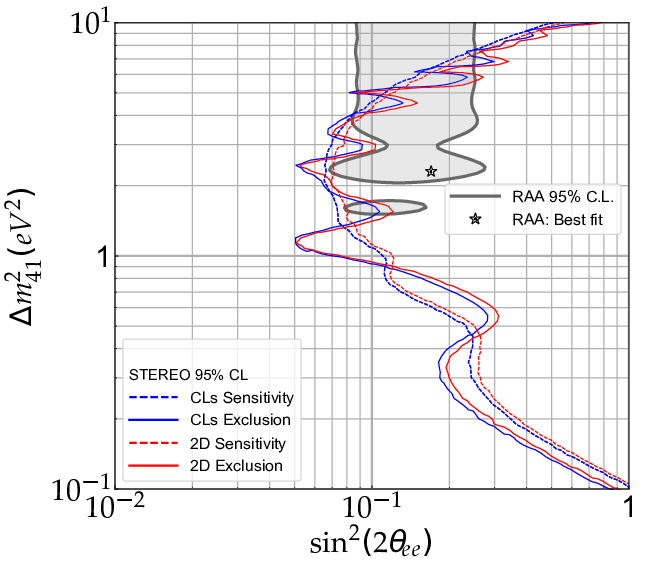 10¹
Δm²₄₁(eV²)
1
10⁻¹
RAA 95% C.L.
RAA: Best fit
STEREO 95% CL
CLs Sensitivity
CLs Exclusion
2D Sensitivity
2D Exclusion
10⁻² 10⁻¹ 1
sin²(2θₑₑ)